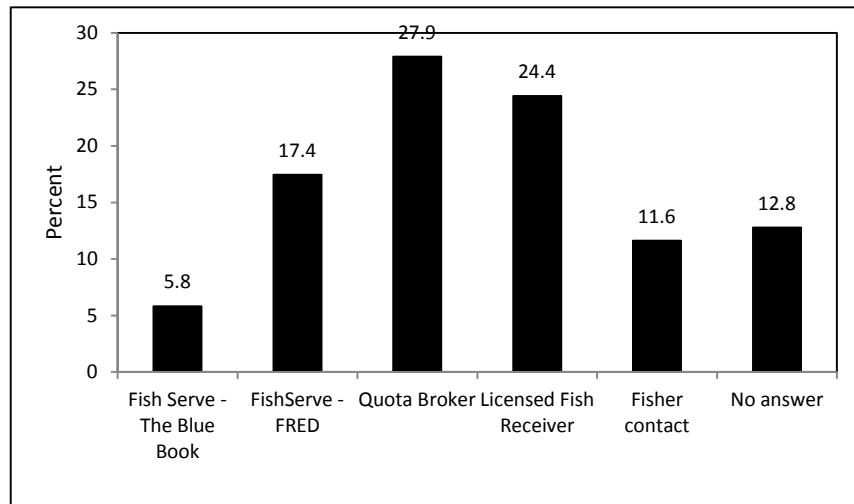 Percent
30
25
20
15
10
5
0
5.8
17.4
27.9
24.4
11.6
12.8
Fish Serve -
The Blue
Book
FishServe -
FRED
Quota Broker
Licensed Fish
Receiver
Fisher
contact
No answer